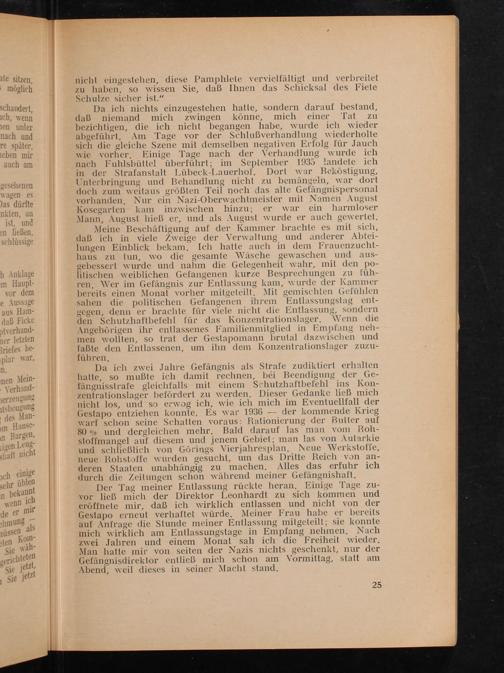 nicht eingestehen, diese Pamphlete vervielfältigt und verbreitet
zu haben, so wissen Sie, daß Ihnen das Schicksal des Fiete
Schulze sicher ist."
Da ich nichts einzugestehen hatte, sondern darauf bestand,
daß niemand mich zwingen könne, mich einer Tat zu
bezichtigen, die ich nicht begangen habe, wurde ich wieder
abgeführt. Am Tage vor der Schlußverhandlung wiederholte
sich die gleiche Szene mit demselben negativen Erfolg für Jauch
wie vorher. Einige Tage nach der Verhandlung wurde ich
nach Fuhlsbüttel überführt; im September 1935 landete ich
in der Strafanstalt Lübeck-Lauerhof. Dort war Beköstigung,
Unterbringung und Behandlung nicht zu bemängeln, war dort
doch zum weitaus größten Teil noch das alte Gefängnispersonal
vorhanden. Nur ein Nazi-Oberwachtmeister mit Namen August
Kosegarten kam inzwischen hinzu; er war ein harmloser
Mann, August hieß er, und als August wurde er auch gewertet.
Meine Beschäftigung auf der Kammer brachte es mit sich,
daß ich in viele Zweige der Verwaltung und anderer Abtei-
lungen Einblick bekam. Ich hatte auch in dem Frauenzucht-
haus zu tun, wo die gesamte Wäsche gewaschen und aus-
gebessert wurde und nahm die Gelegenheit wahr, mit den po-
litischen weiblichen Gefangenen kurze Besprechungen zu füh-
ren. Wer im Gefängnis zur Entlassung kam, wurde der Kammer
bereits einen Monat vorher mitgeteilt. Mit gemischten Gefühlen
sahen die politischen Gefangenen ihrem Entlassungstag ent-
gegen, denn er brachte für viele nicht die Entlassung, sondern
den Schutzhaftbefehl für das Konzentrationslager. Wenn die
Angehörigen ihr entlassenes Familienmitglied in Empfang neh-
men wollten, so trat der Gestapomann brutal dazwischen und
faßte den Entlassenen, um ihn dem Konzentrationslager zuzu-
führen.
Da ich zwei Jahre Gefängnis als Strafe zudiktiert erhalten
hatte, so mußte ich damit rechnen, bei Beendigung der Ge-
fängnisstrafe gleichfalls mit einem Schutzhaftbefehl ins Kon-
zentrationslager befördert zu werden. Dieser Gedanke ließ mich
nicht los, und so erwog ich, wie ich mich im Eventuellfall der
Gestapo entziehen konnte. Es war 1936 — der kommende Krieg
warf schon seine Schatten voraus: Rationierung der Butter auf
80 % und dergleichen mehr. Bald darauf las man vom Roh-
stoffmangel auf diesem und jenem Gebiet; man las von Autarkie
und schließlich von Görings Vierjahresplan. Neue Werkstoffe,
neue Rohstoffe wurden gesucht, um das Dritte Reich von an-
deren Staaten unabhängig zu machen. Alles das erfuhr ich
durch die Zeitungen schon während meiner Gefängnishaft.
Der Tag meiner Entlassung rückte heran. Einige Tage zu-
vor ließ mich der Direktor Leonhardt zu sich kommen und
eröffnete mir, daß ich wirklich entlassen und nicht von der
Gestapo erneut verhaftet würde. Meiner Frau habe er bereits
auf Anfrage die Stunde meiner Entlassung mitgeteilt; sie konnte
mich wirklich am Entlassungstage in Empfang nehmen. Nach
zwei Jahren und einem Monat sah ich die Freiheit wieder.
Man hatte mir von seiten der Nazis nichts geschenkt, nur der
Gefängnisdirektor entließ mich schon am Vormittag, statt am
Abend, weil dieses in seiner Macht stand.
25